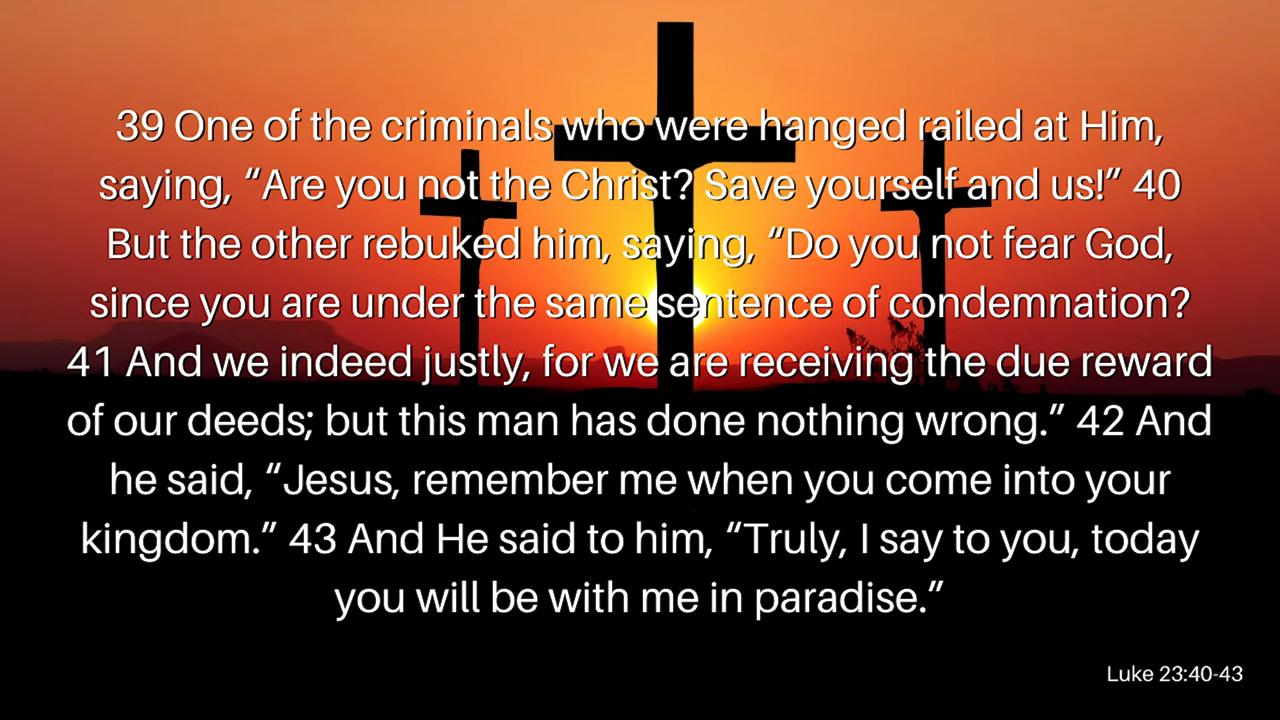 39 One of the criminals who were hanged railed at Him,
saying, “Are you not the Christ? Save yourself and us!” 40
But the other rebuked him, saying, “Do you not fear God,
since you are under the same sentence of condemnation?
41 And we indeed justly, for we are receiving the due reward
of our deeds; but this man has done nothing wrong.” 42 And
he said, “Jesus, remember me when you come into your
kingdom.” 43 And He said to him, “Truly, I say to you, today
you will be with me in paradise.”
Luke 23:40-43